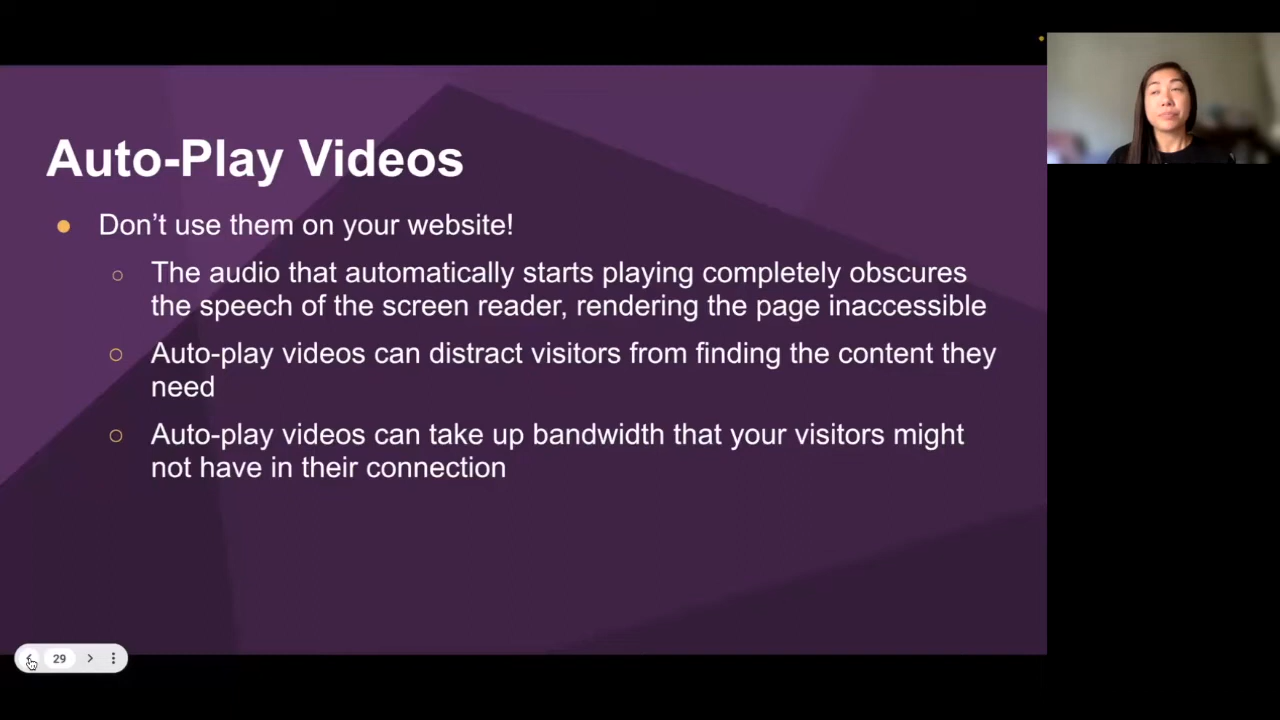 Auto-Play Videos
● Don’t use them on your website!
○ The audio that automatically starts playing completely obscures
the speech of the screen reader, rendering the page inaccessible
○ Auto-play videos can distract visitors from finding the content they
need
○ Auto-play videos can take up bandwidth that your visitors might
not have in their connection
29